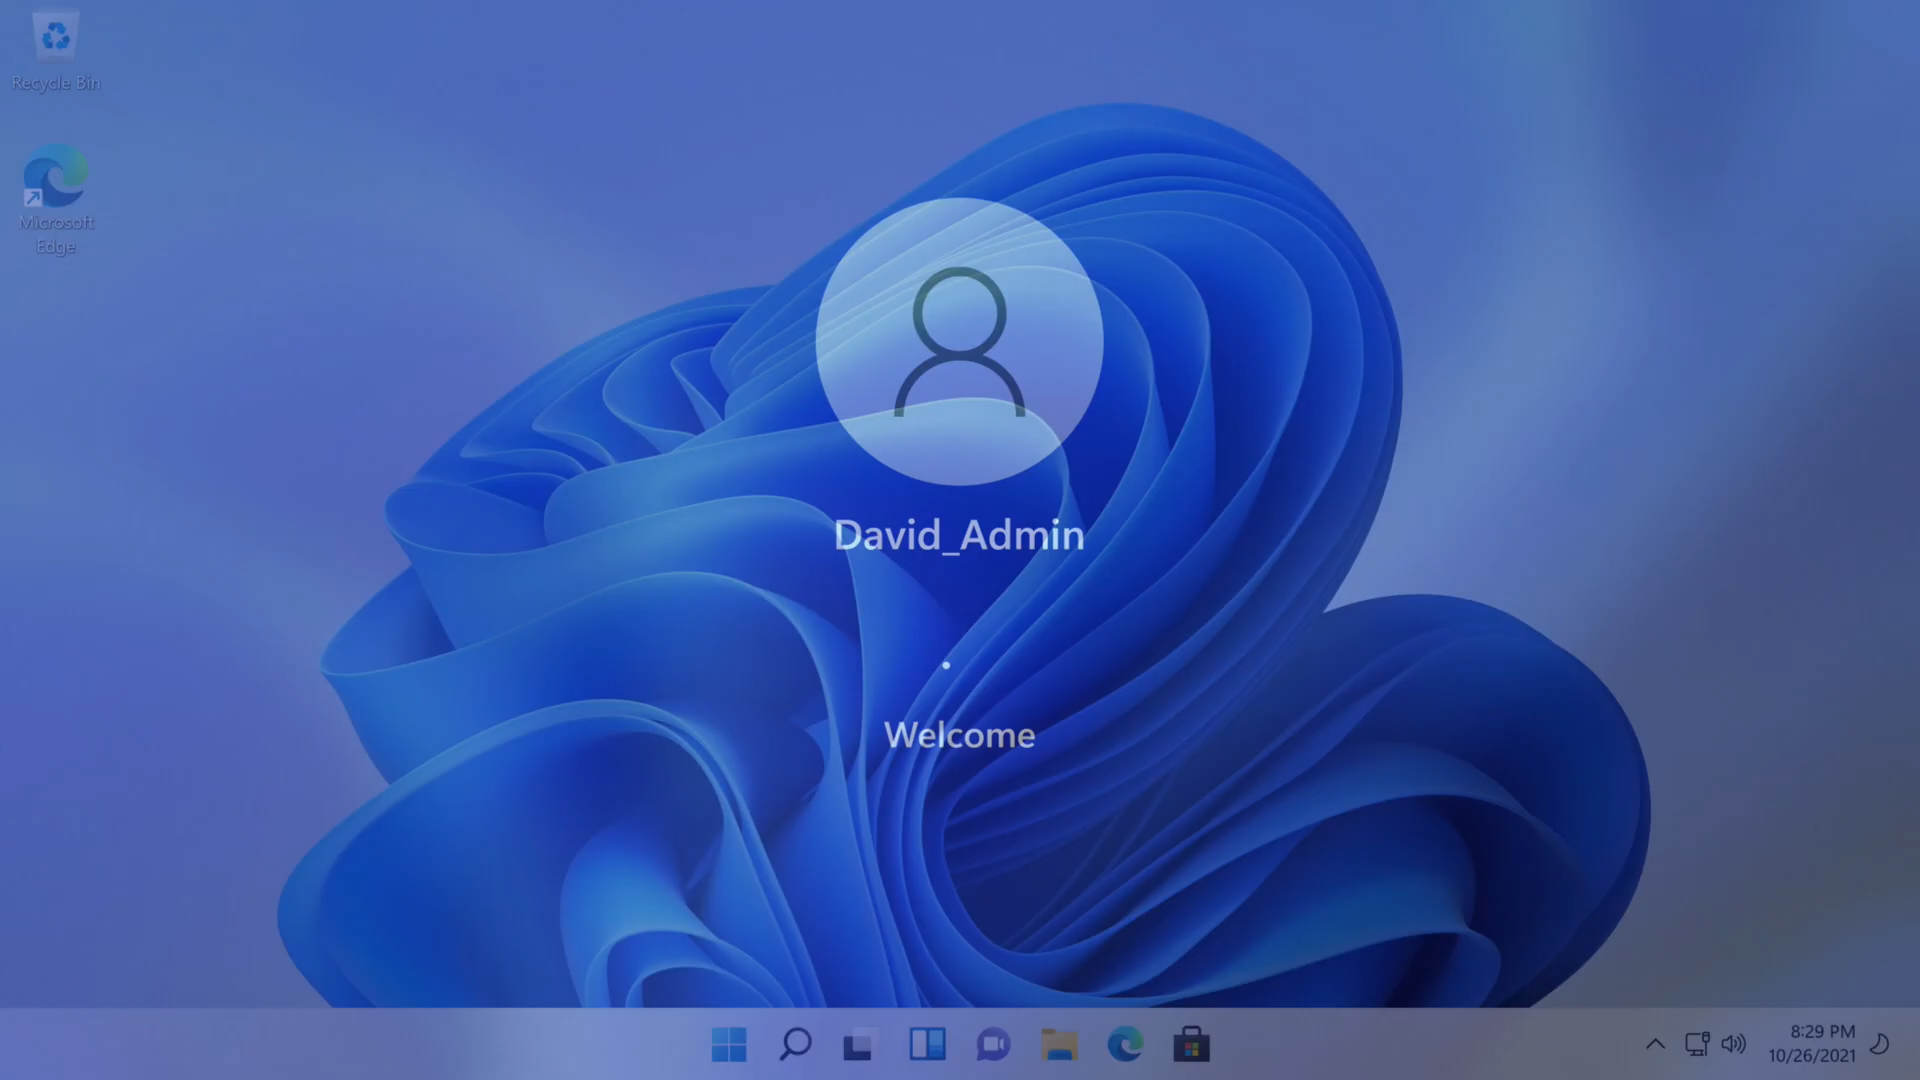 Recycle Bin
Microsoft
Edge
David_Admin
Welcome
8:29 PM
10/26/2021